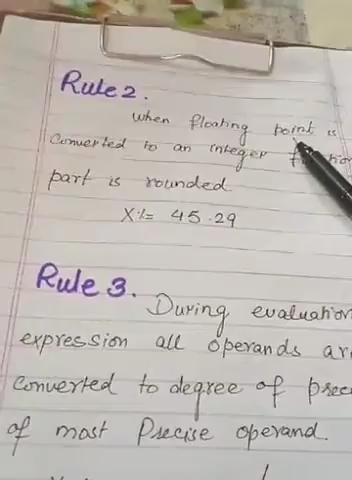 Rule 2.
when floating point is
Converted to an integer
part is rounded
X%= 45.29
Rule 3.
During evaluation
expression all operands
Converted to degree of
of most Precise operand.